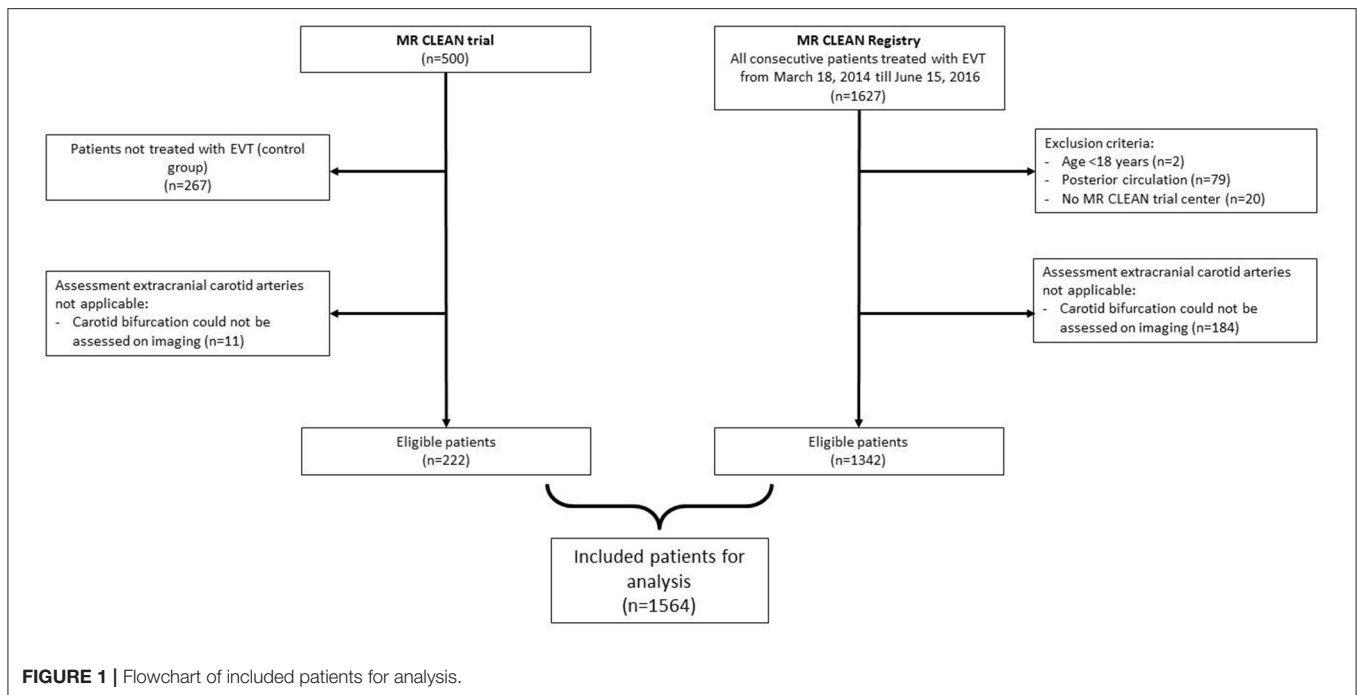 MR CLEAN trial
(n=500)
MR CLEAN Registry
All consecutive patients treated with EVT
from March 18, 2014 till June 15, 2016
(n=1627)
Patients not treated with EVT (control
group)
(n=267)
Exclusion criteria:
- Age <18 years (n=2)
- Posterior circulation (n=79)
- No MR CLEAN trial center (n=20)
Assessment extracranial carotid arteries
not applicable:
- Carotid bifurcation could not be
assessed on imaging (n=11)
Assessment extracranial carotid arteries
not applicable:
- Carotid bifurcation could not be
assessed on imaging (n=184)
Eligible patients
(n=222)
Eligible patients
(n=1342)
Included patients for
analysis
(n=1564)
FIGURE 1 | Flowchart of included patients for analysis.